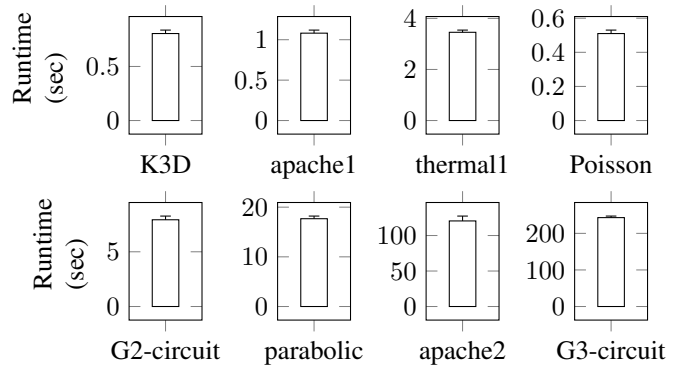 Runtime
(sec)
0.5
0
K3D
1
0.5
0
apache1
4
2
0
thermal1
0.6
0.4
0.2
0
Poisson
Runtime
(sec)
5
0
G2-circuit
20
10
0
parabolic
100
50
0
apache2
200
100
0
G3-circuit